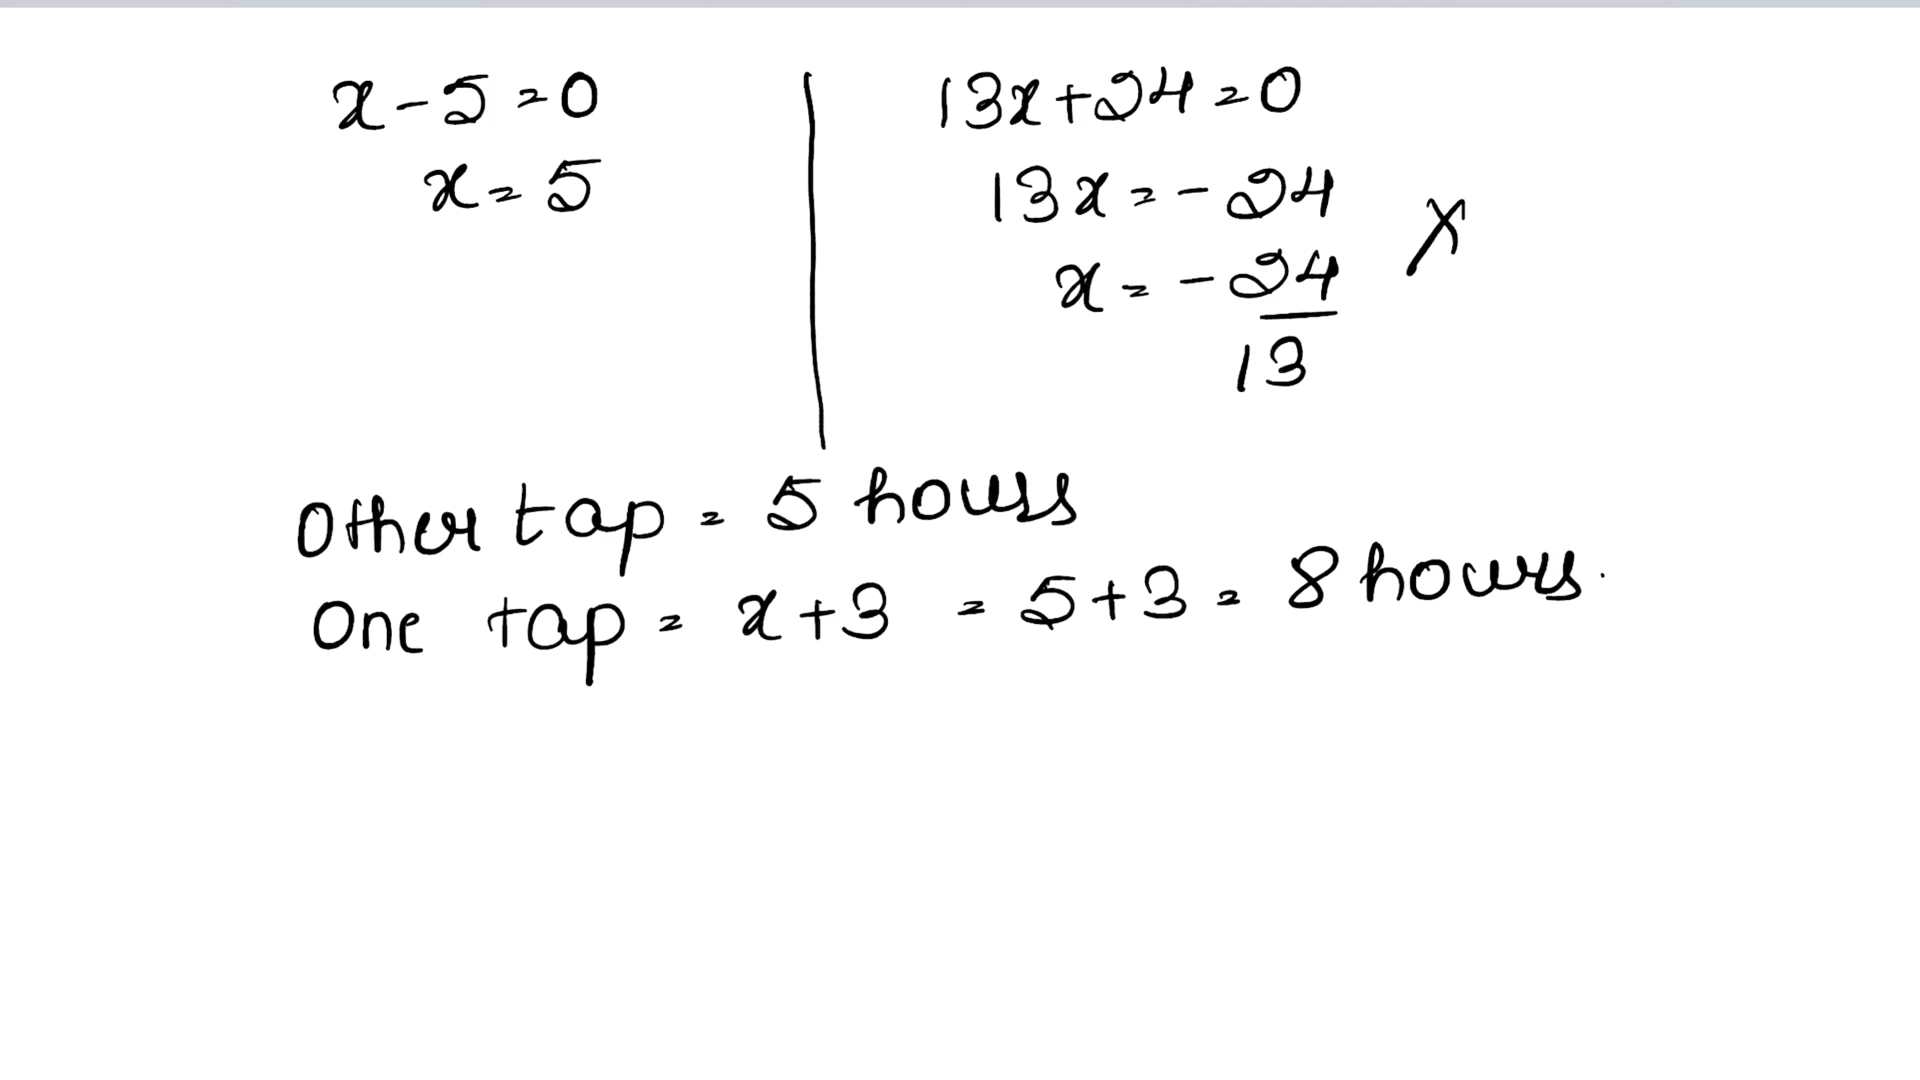 x - 5 = 0
x = 5
13x + 24 = 0
13x = - 24
x = - 24
13
Other tap = 5 hours
One tap = x + 3 = 5 + 3 = 8 hours.